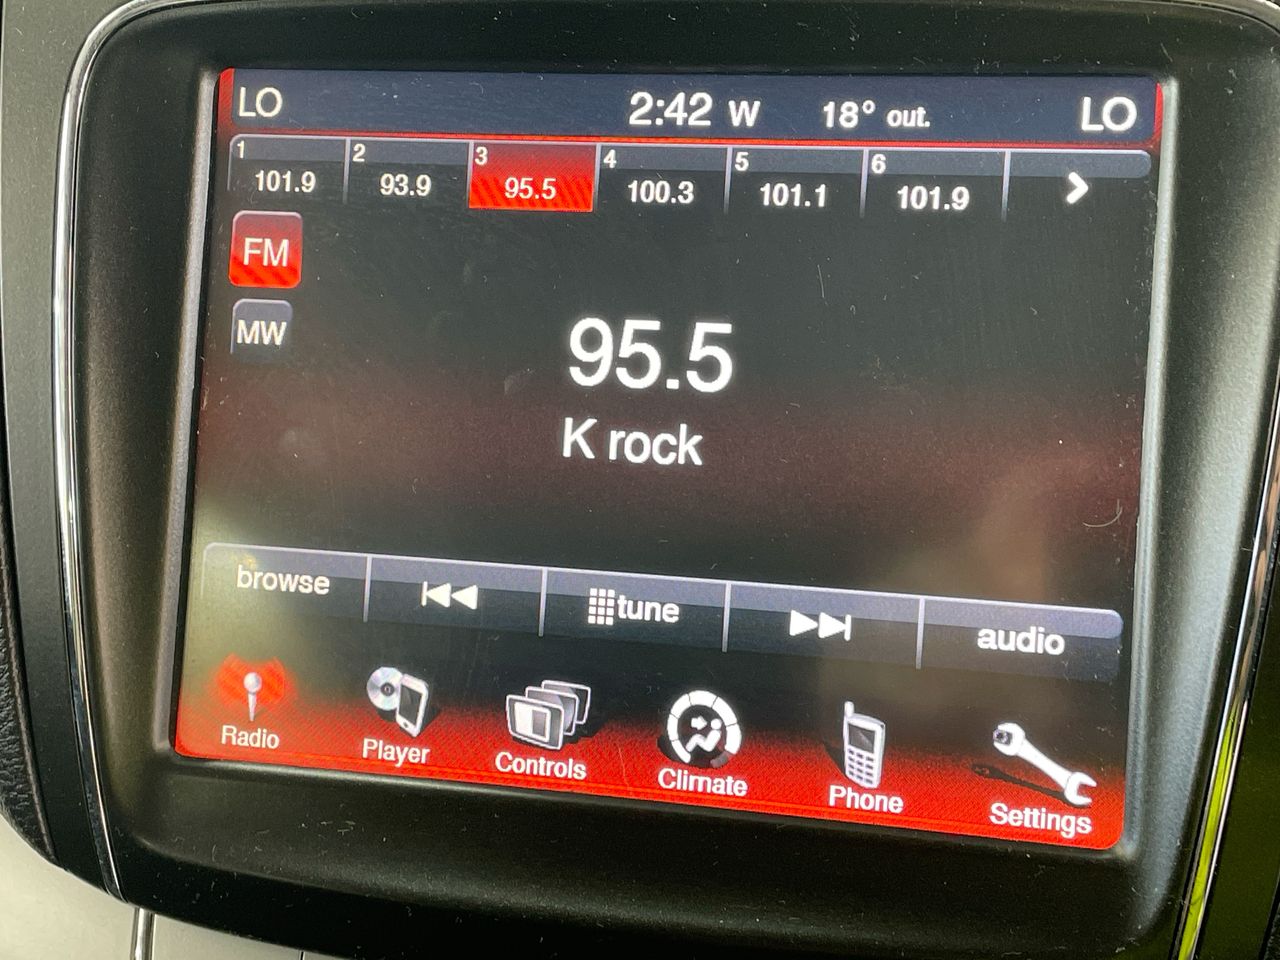 LO 2:42 W 18° out. LO
1 2 3 4 5 6
101.9 93.9 95.5 100.3 101.1 101.9
FM
MW
95.5
K rock
browse tune audio
Radio Player Controls Climate Phone Settings